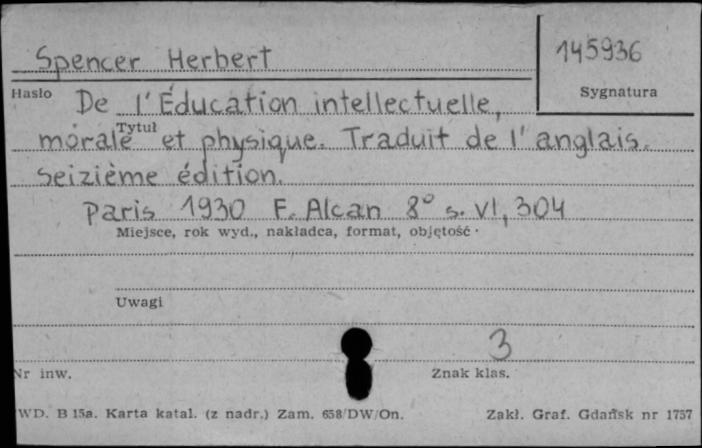 Spencer Herbert
145936
Hasło
Sygnatura
De l'Éducation intellectuelle,
Tytuł
morale et physique. Traduit de l'anglais.
Seizième édition.
Paris 1930 F. Alcan 8° s. VI, 304
Miejsce, rok wyd., nakładca, format, objętość
Uwagi
3
Nr inw.
Znak klas.
WD. B 15a. Karta katal. (z nadr.) Zam. 658/DW/On.
Zakł. Graf. Gdańsk nr 1757